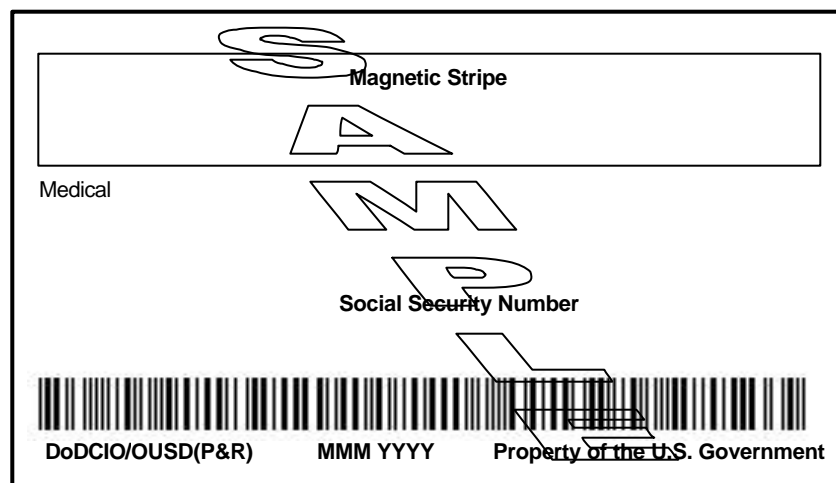 SAMPLE
Magnetic Stripe
Medical
Social Security Number
DoDCIO/OUSD(P&R) MMM YYYY Property of the U.S. Government